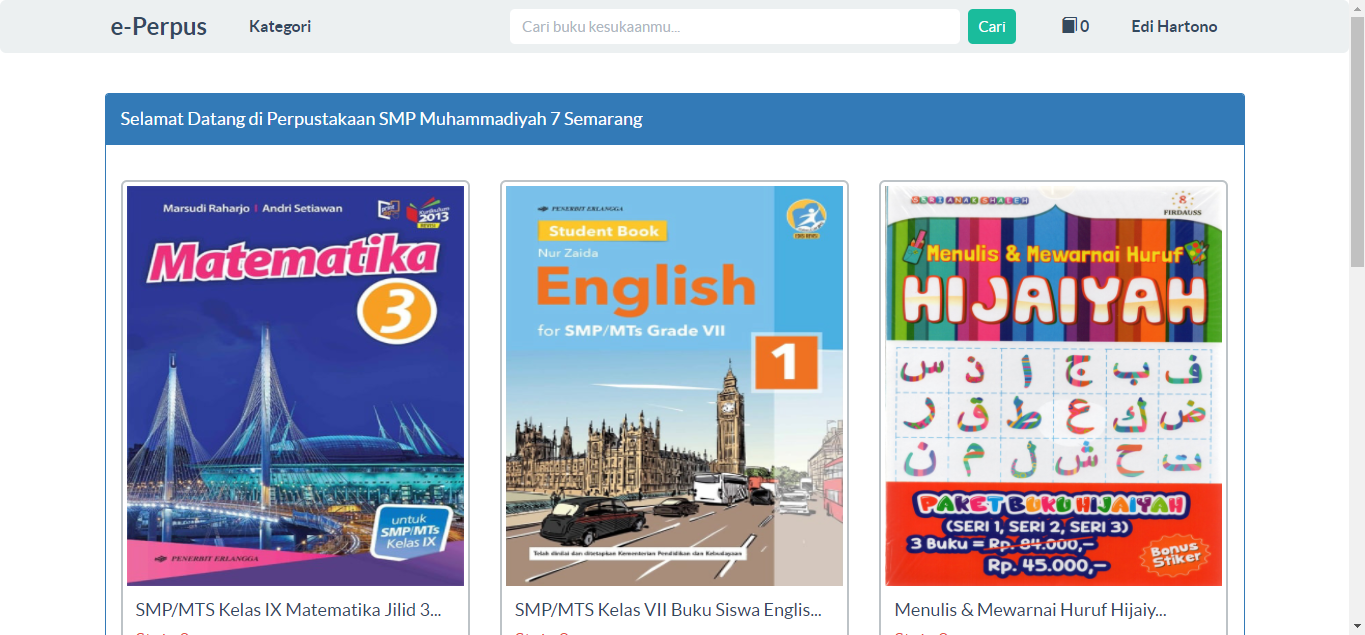 e-Perpus
Kategori
Cari buku kesukaanmu...
Cari
0
Edi Hartono
Selamat Datang di Perpustakaan SMP Muhammadiyah 7 Semarang
Marsudi Raharjo | Andri Setiawan
Kurikulum
2013
REVISI
Matematika
3
untuk
SMP/MTs
Kelas IX
PENERBIT ERLANGGA
SMP/MTS Kelas IX Matematika Jilid 3...
PENERBIT ERLANGGA
Student Book
Nur Zaida
English
for SMP/MTs Grade VII
1
Telah dinilai dan ditetapkan Kementerian Pendidikan dan Kebudayaan
SMP/MTS Kelas VII Buku Siswa Englis...
SERI ANAK SHALEH
8
FIRDAUSS
Menulis & Mewarnai Huruf
HIJAIYAH
س ذ ا ج ب ف
ر ق ط ع ك ض
ن م ل ش ح ت
PAKET BUKU HIJAIYAH
(SERI 1, SERI 2, SERI 3)
3 Buku = Rp. 84.000,-
Rp. 45.000,-
Bonus
Stiker
Menulis & Mewarnai Huruf Hijaiy...